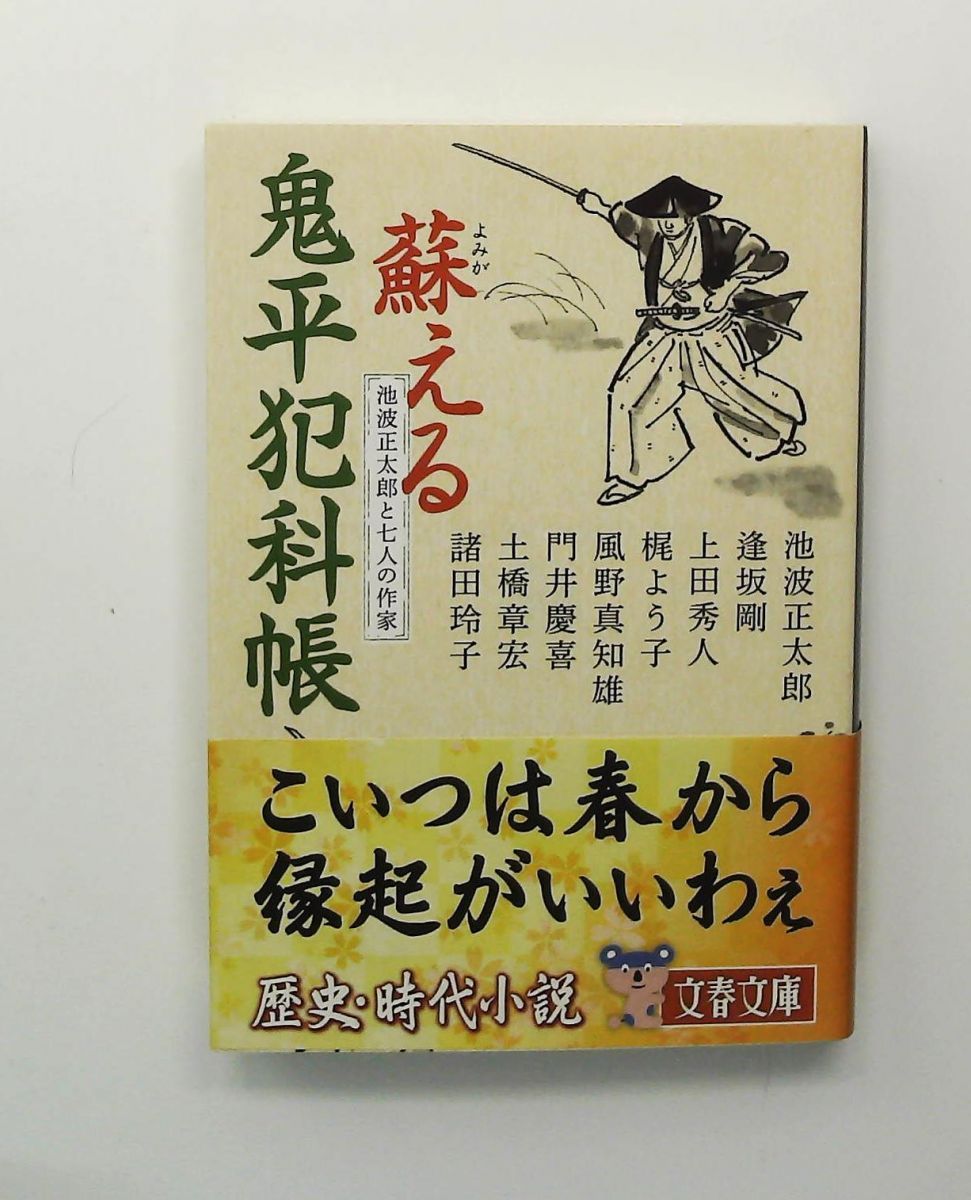 蘇える
よみが
鬼平犯科帳
池波正太郎と七人の作家
池波正太郎
逢坂剛
上田秀人
梶よう子
風野真知雄
門井慶喜
土橋章宏
諸田玲子
こいつは春から
縁起がいいわぇ
歴史・時代小説
文春文庫